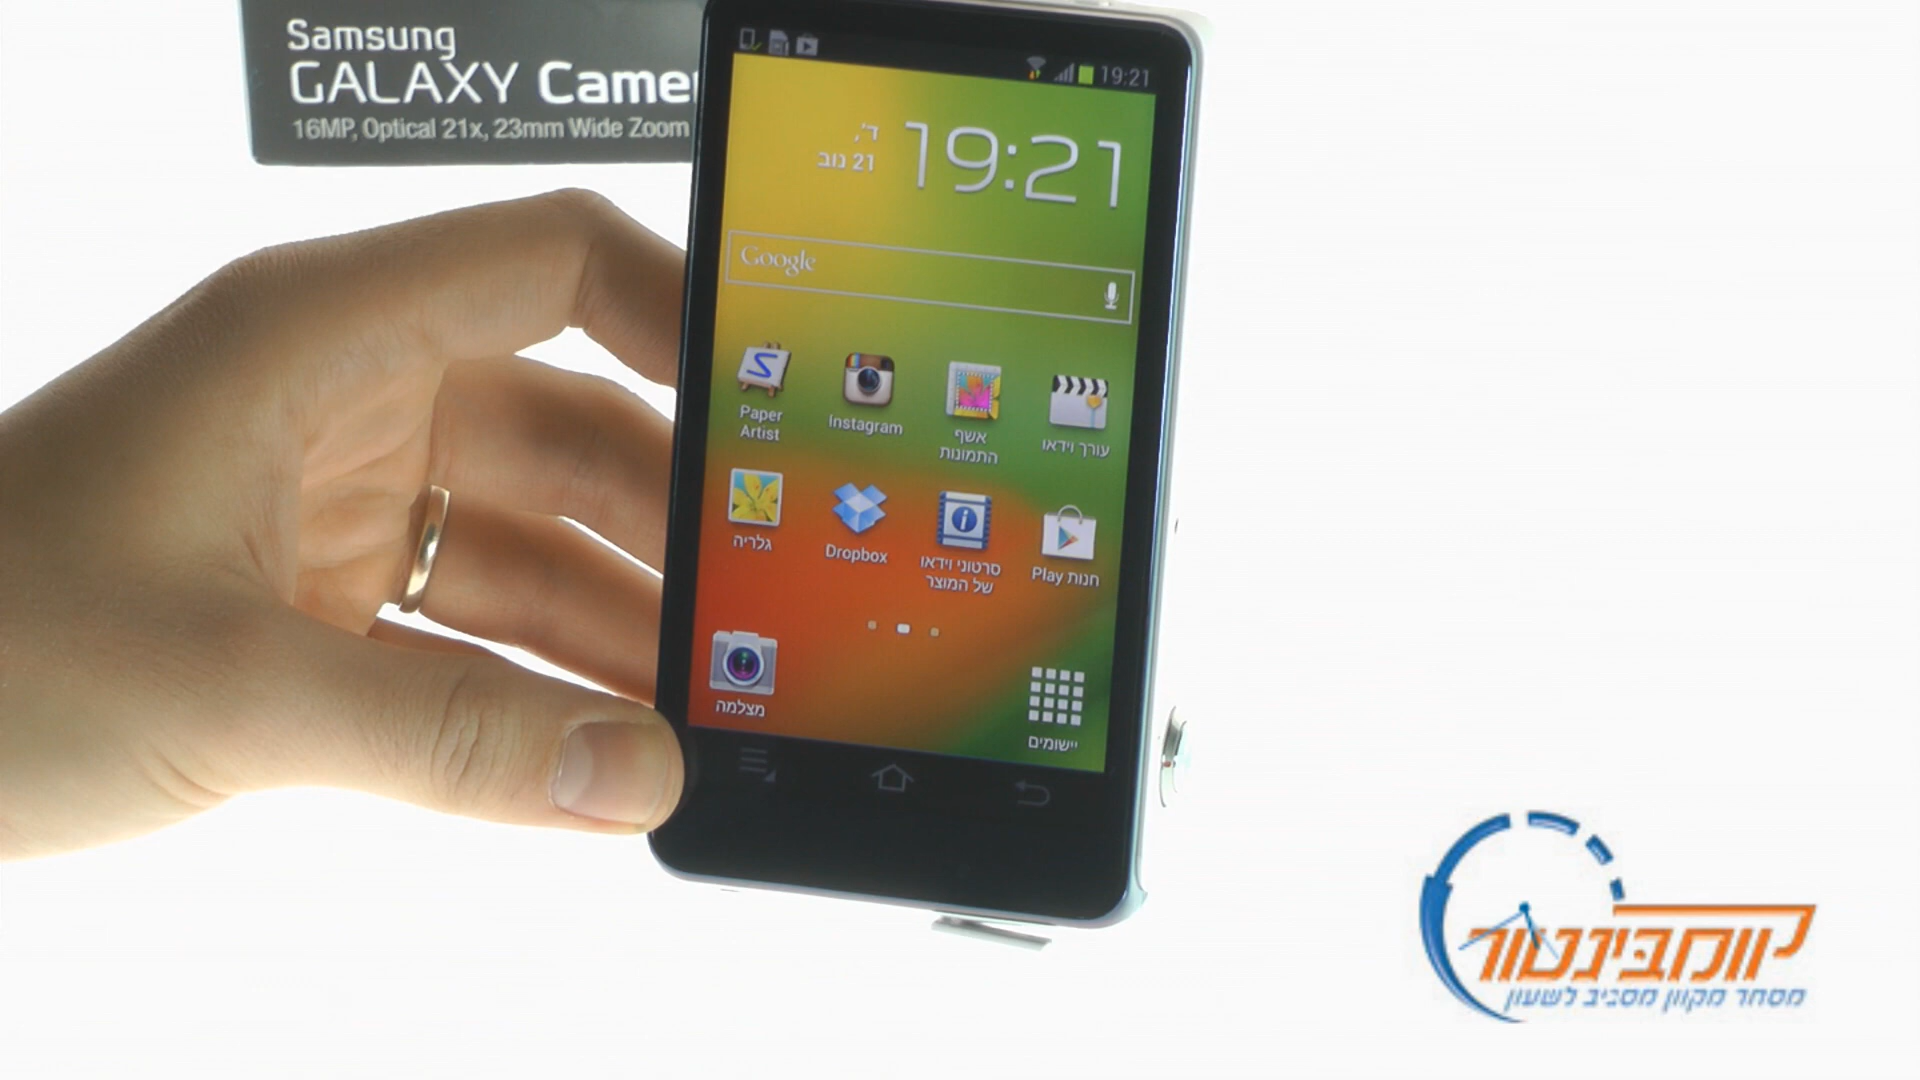 Samsung
GALAXY Came
16MP, Optical 21x, 23mm Wide Zoom
19:21
ד׳,
21 נוב
19:21
Google
Paper
Artist
Instagram
אשף
התמונות
עורך וידאו
גלריה
Dropbox
סרטוני וידאו
של המוצר
חנות Play
מצלמה
יישומים
קומבינטור
מסחר מקוון מסביב לשעון